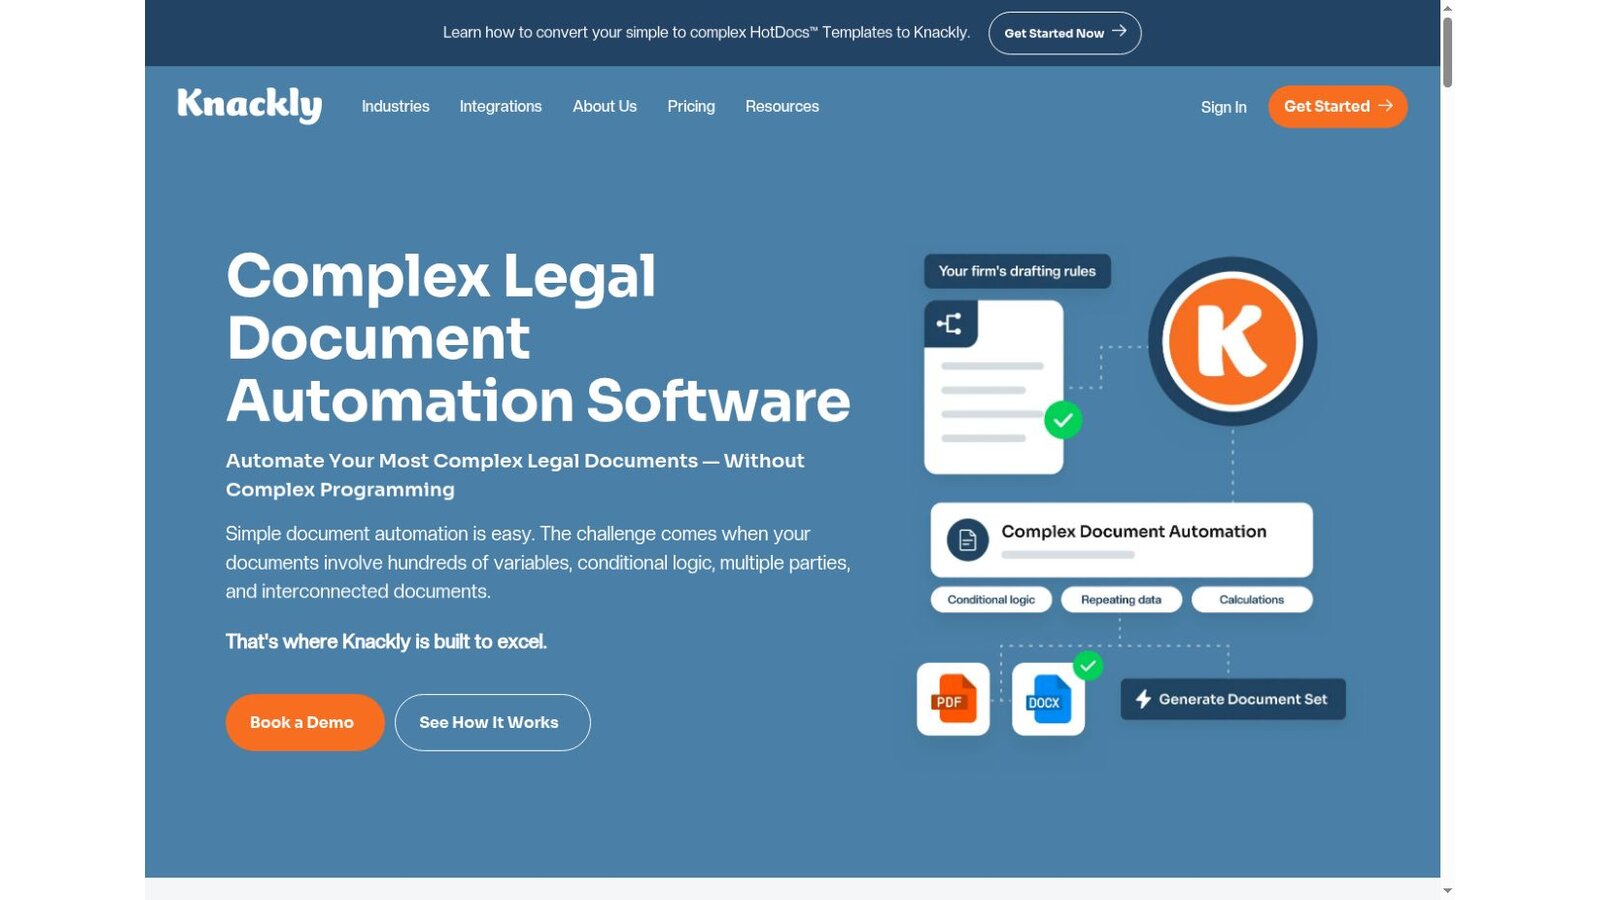 Learn how to convert your simple to complex HotDocs™ Templates to Knackly.
Get Started Now
Knackly
Industries
Integrations
About Us
Pricing
Resources
Sign In
Get Started
Complex Legal
Document
Automation Software
Automate Your Most Complex Legal Documents — Without
Complex Programming
Simple document automation is easy. The challenge comes when your
documents involve hundreds of variables, conditional logic, multiple parties,
and interconnected documents.
That's where Knackly is built to excel.
Book a Demo
See How It Works
Your firm's drafting rules
K
Complex Document Automation
Conditional logic
Repeating data
Calculations
PDF
DOCX
Generate Document Set